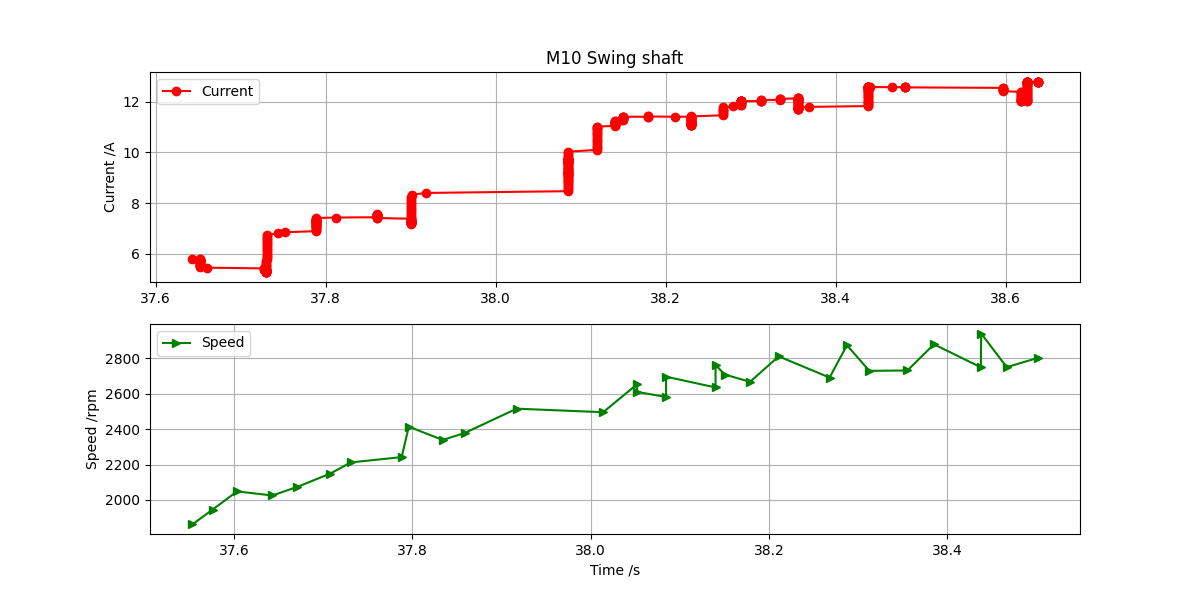 M10 Swing shaft
Current
Current /A
12
10
8
6
37.6 37.8 38.0 38.2 38.4 38.6
Speed
Speed /rpm
2800
2600
2400
2200
2000
37.6 37.8 38.0 38.2 38.4
Time /s